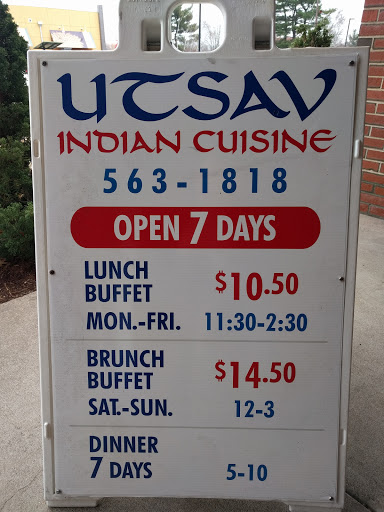 UTSAV
INDIAN CUISINE
563-1818
OPEN 7 DAYS
LUNCH
BUFFET $10.50
MON.-FRI. 11:30-2:30
BRUNCH
BUFFET $14.50
SAT.-SUN. 12-3
DINNER
7 DAYS 5-10